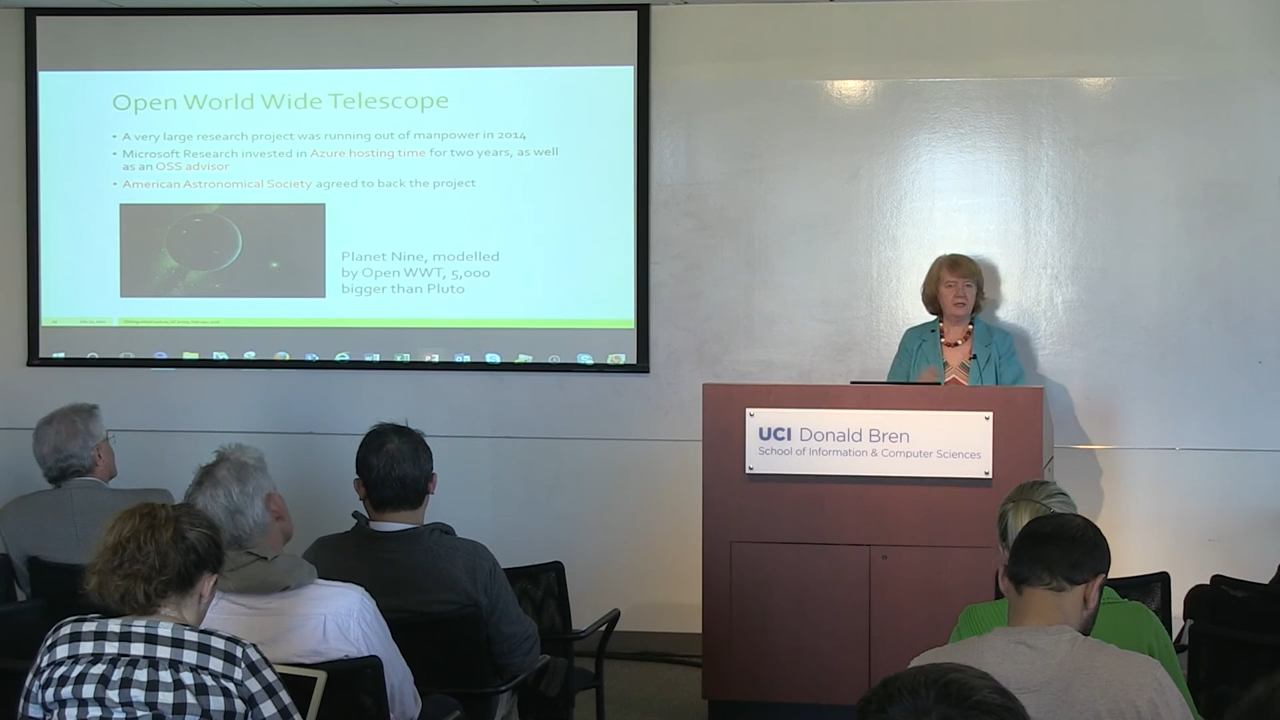 Open World Wide Telescope
• A very large research project was running out of manpower in 2014
• Microsoft Research invested in Azure hosting time for two years, as well
as an OSS advisor
• American Astronomical Society agreed to back the project
Planet Nine, modelled
by Open WWT, 5,000
bigger than Pluto
UCI Donald Bren
School of Information & Computer Sciences